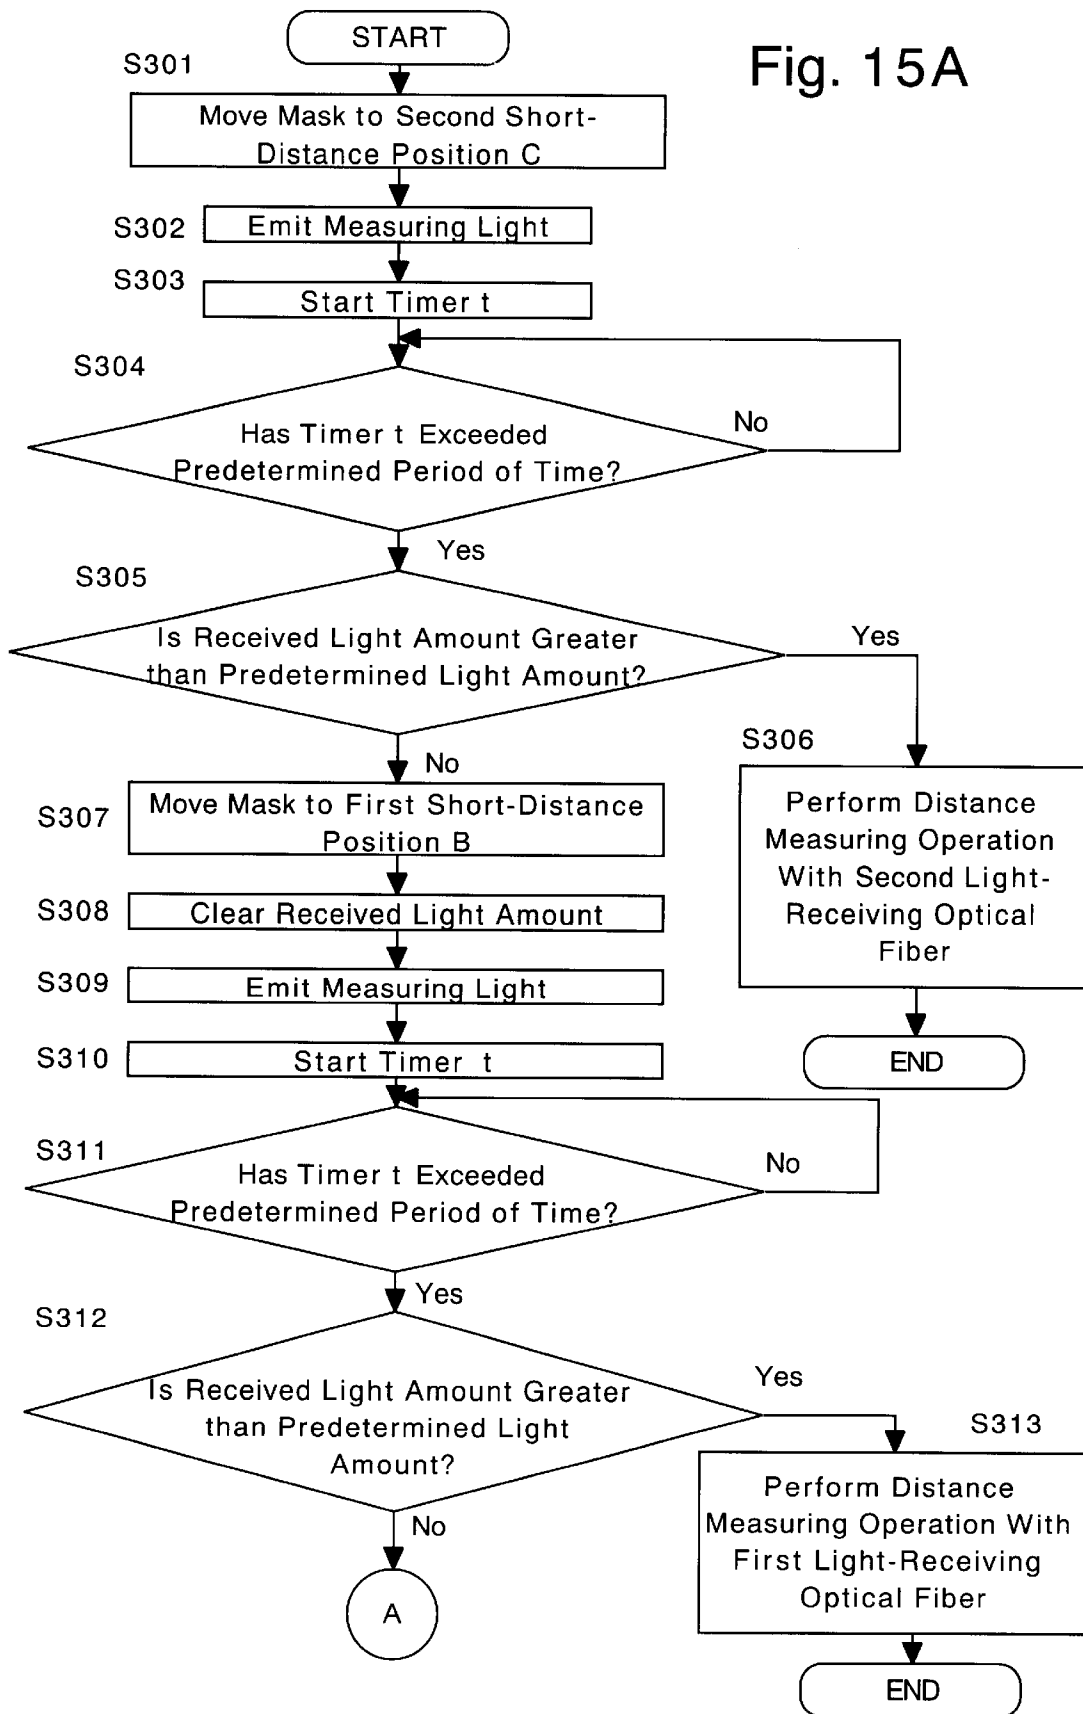 START
Fig. 15A
S301
Move Mask to Second Short-
Distance Position C
S302
Emit Measuring Light
S303
Start Timer t
S304
Has Timer t Exceeded
Predetermined Period of Time?
No
Yes
S305
Is Received Light Amount Greater
than Predetermined Light Amount?
Yes
No
S306
Perform Distance
Measuring Operation
With Second Light-
Receiving Optical
Fiber
END
S307
Move Mask to First Short-Distance
Position B
S308
Clear Received Light Amount
S309
Emit Measuring Light
S310
Start Timer t
S311
Has Timer t Exceeded
Predetermined Period of Time?
No
Yes
S312
Is Received Light Amount Greater
than Predetermined Light
Amount?
Yes
No
S313
Perform Distance
Measuring Operation With
First Light-Receiving
Optical Fiber
END
A